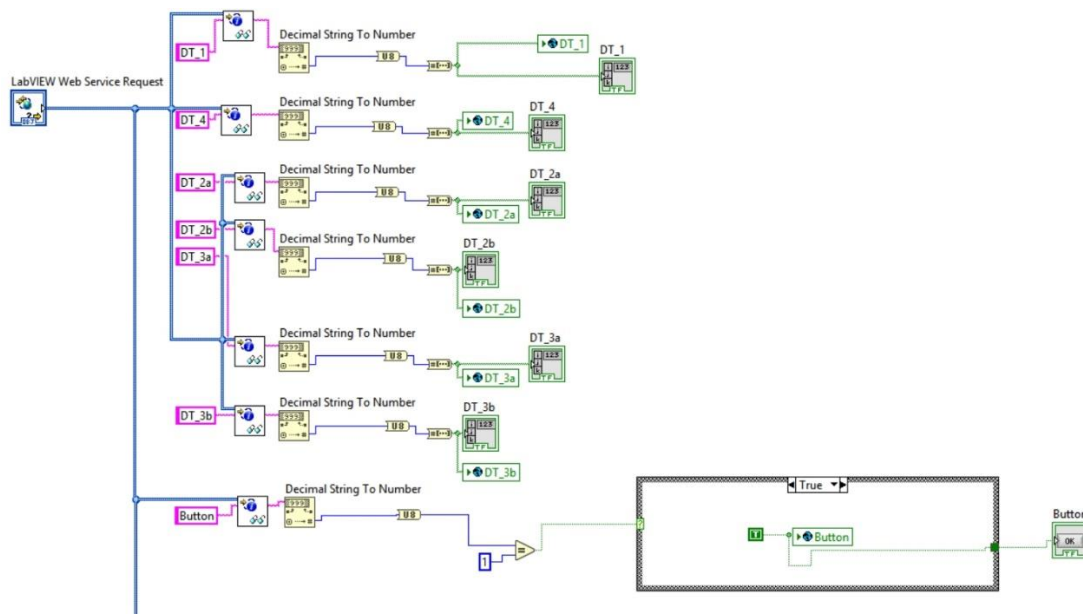 Decimal String To Number
DT_1
U8
DT_1
DT_1
LabVIEW Web Service Request
Decimal String To Number
DT_4
U8
DT_4
DT_4
Decimal String To Number
DT_2a
U8
DT_2a
DT_2a
DT_2b
Decimal String To Number
U8
DT_2b
DT_2b
DT_3a
Decimal String To Number
U8
DT_3a
DT_3a
Decimal String To Number
DT_3b
U8
DT_3b
DT_3b
Decimal String To Number
Button
U8
1
=
True
?
T
Button
Button
OK
TF